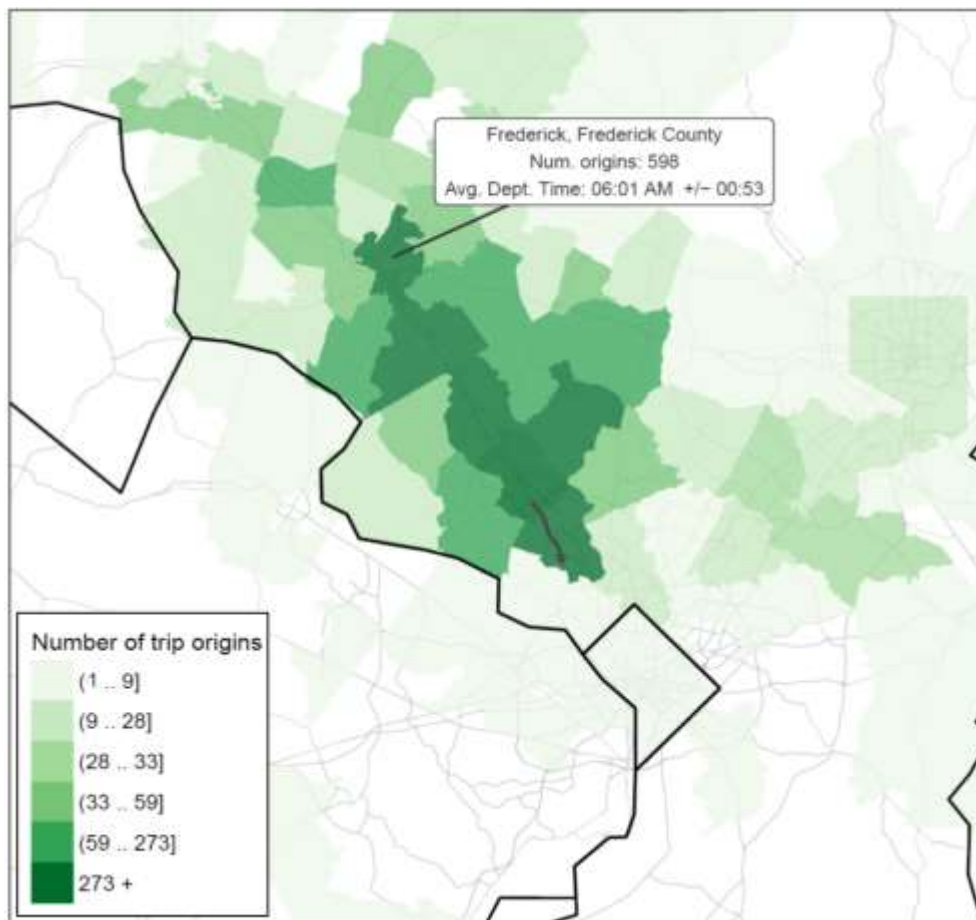 Frederick, Frederick County
Num. origins: 598
Avg. Dept. Time: 06:01 AM +/− 00:53
Number of trip origins
(1 .. 9]
(9 .. 28]
(28 .. 33]
(33 .. 59]
(59 .. 273]
273 +